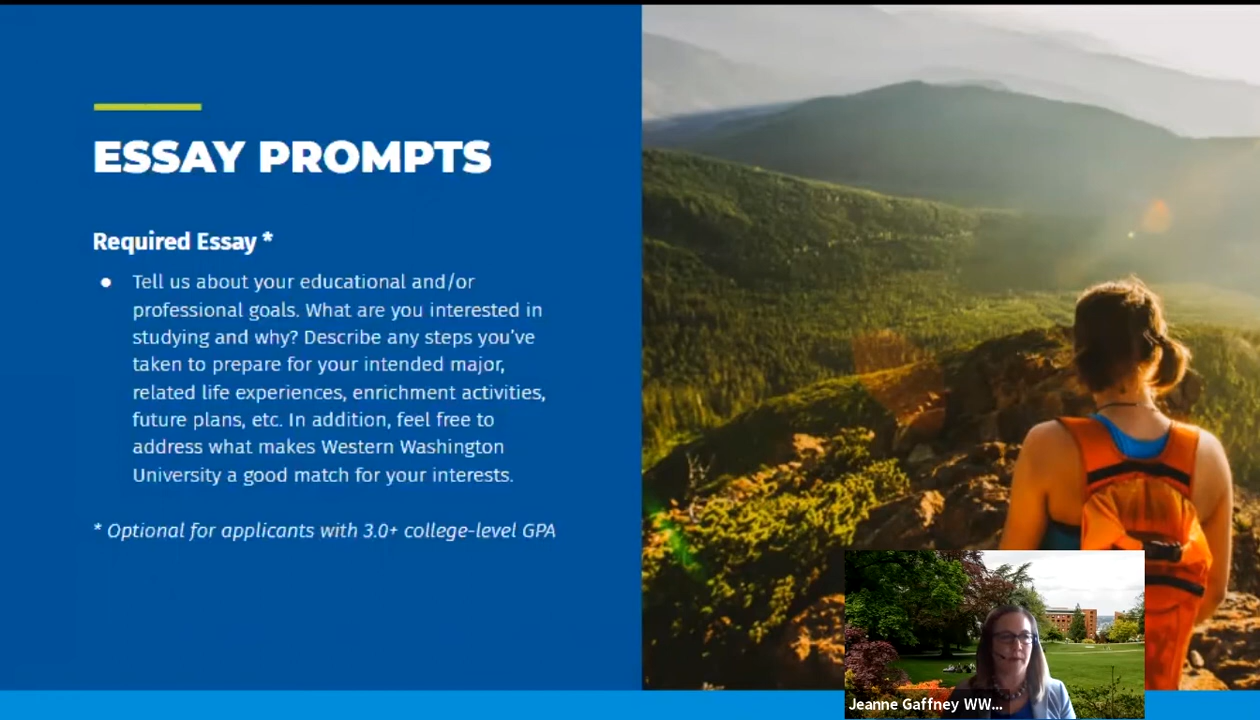 ESSAY PROMPTS
Required Essay *
● Tell us about your educational and/or
professional goals. What are you interested in
studying and why? Describe any steps you've
taken to prepare for your intended major,
related life experiences, enrichment activities,
future plans, etc. In addition, feel free to
address what makes Western Washington
University a good match for your interests.
* Optional for applicants with 3.0+ college-level GPA
Jeanne Gaffney WW...